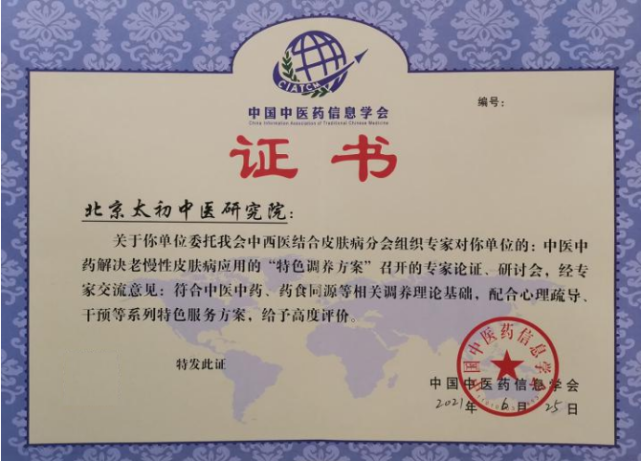 CIATCM
中国中医药信息学会
China Information Association of Traditional Chinese Medicine
编号:
证书
北京太初中医研究院:
关于你单位委托我会中西医结合皮肤病分会组织专家对你单位的:中医中
药解决老慢性皮肤病应用的“特色调养方案”召开的专家论证、研讨会,经专
家交流意见:符合中医中药、药食同源等相关调养理论基础,配合心理疏导、
干预等系列特色服务方案,给予高度评价。
特发此证
中国中医药信息学会
中国中医药信息学会
2021年6月25日